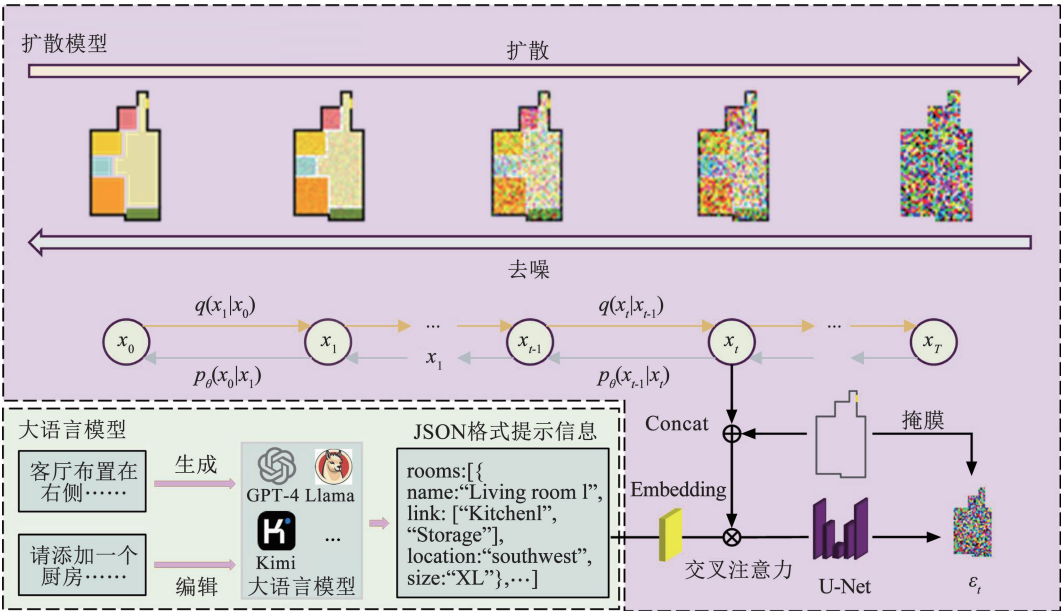 扩散模型
扩散
去噪
q(x₁|x₀)
q(xₜ|xₜ₋₁)
x₀
x₁
...
xₜ₋₁
xₜ
...
x_T
x₁
p_θ(x₀|x₁)
p_θ(xₜ₋₁|xₜ)
大语言模型
客厅布置在
右侧……
生成
请添加一个
厨房……
编辑
GPT-4 Llama
Kimi
...
大语言模型
JSON格式提示信息
rooms:[{
name:“Living room l”,
link: [“Kitchenl”,
“Storage”],
location:“southwest”,
size:“XL”},…]
Concat
掩膜
Embedding
交叉注意力
U-Net
εₜ